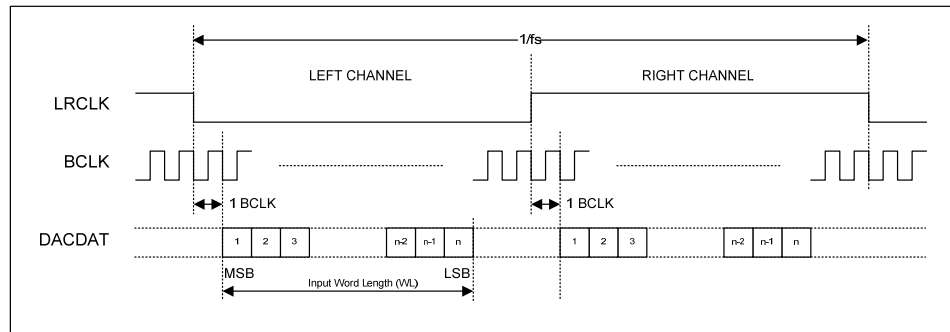 1/fs
LEFT CHANNEL RIGHT CHANNEL
LRCLK
BCLK
1 BCLK 1 BCLK
DACDAT
1 2 3 n-2 n-1 n 1 2 3 n-2 n-1 n
MSB LSB
Input Word Length (WL)